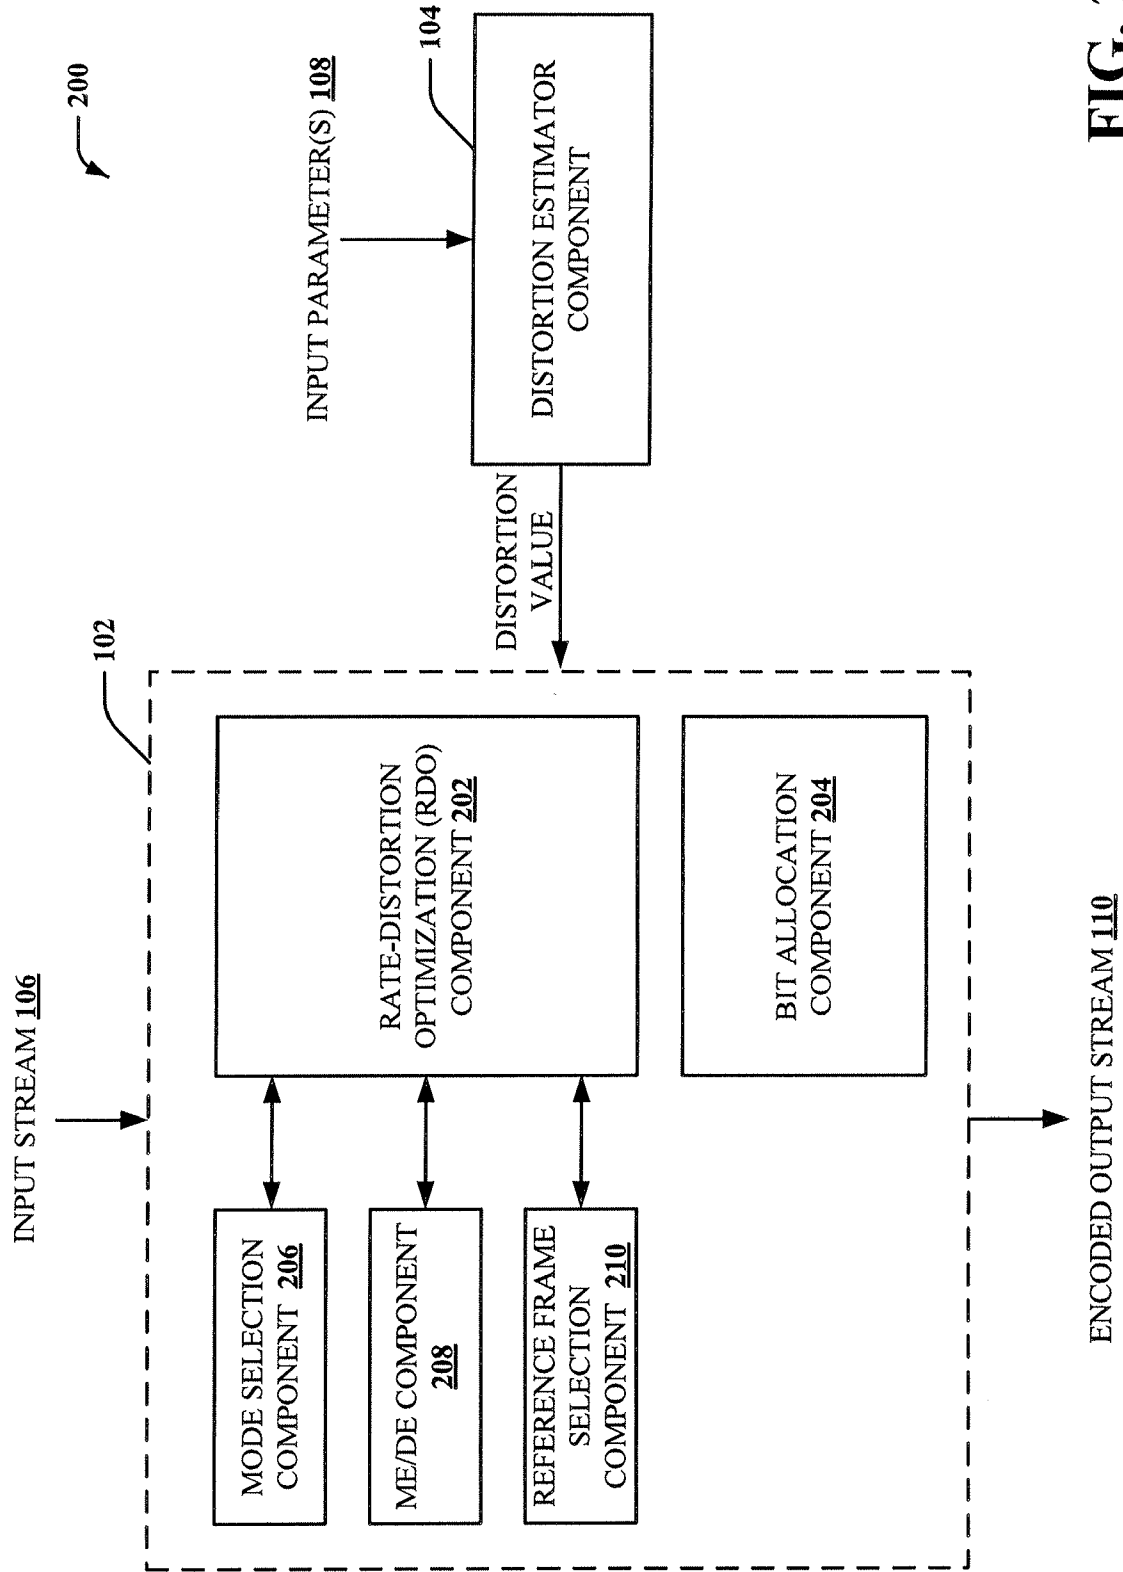 200
INPUT STREAM 106
102
INPUT PARAMETER(S) 108
104
MODE SELECTION
COMPONENT 206
ME/DE COMPONENT
208
REFERENCE FRAME
SELECTION
COMPONENT 210
RATE-DISTORTION
OPTIMIZATION (RDO)
COMPONENT 202
BIT ALLOCATION
COMPONENT 204
DISTORTION
VALUE
DISTORTION ESTIMATOR
COMPONENT
ENCODED OUTPUT STREAM 110
FIG.